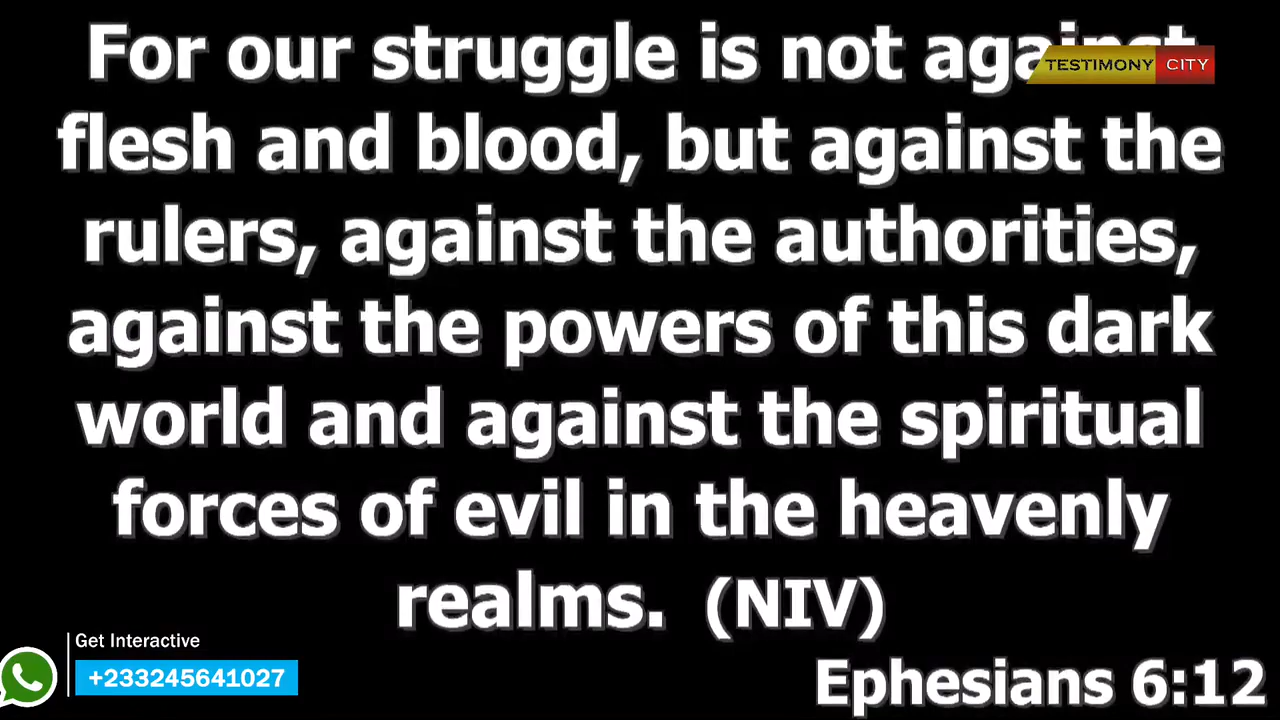 For our struggle is not against
TESTIMONY CITY
flesh and blood, but against the
rulers, against the authorities,
against the powers of this dark
world and against the spiritual
forces of evil in the heavenly
realms. (NIV)
Get Interactive
+233245641027
Ephesians 6:12